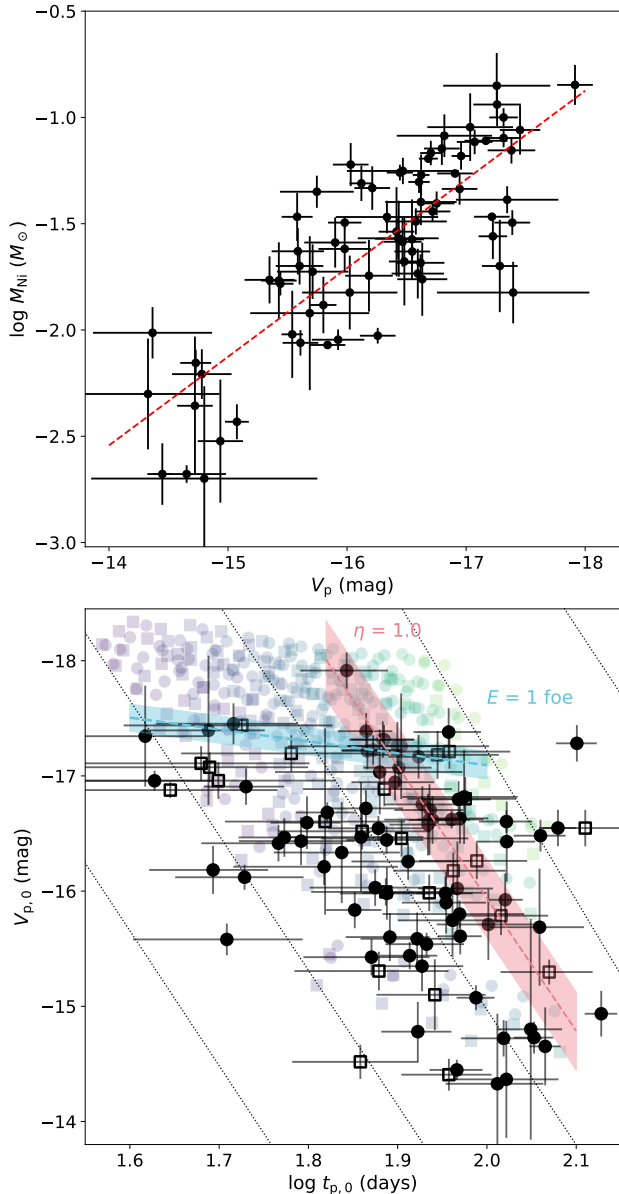 −0.5
−1.0
−1.5
−2.0
−2.5
−3.0
log M_Ni (M_⊙)
−14 −15 −16 −17 −18
V_p (mag)
η = 1.0
E = 1 foe
−18
−17
−16
−15
−14
V_p,0 (mag)
1.6 1.7 1.8 1.9 2.0 2.1
log t_p,0 (days)